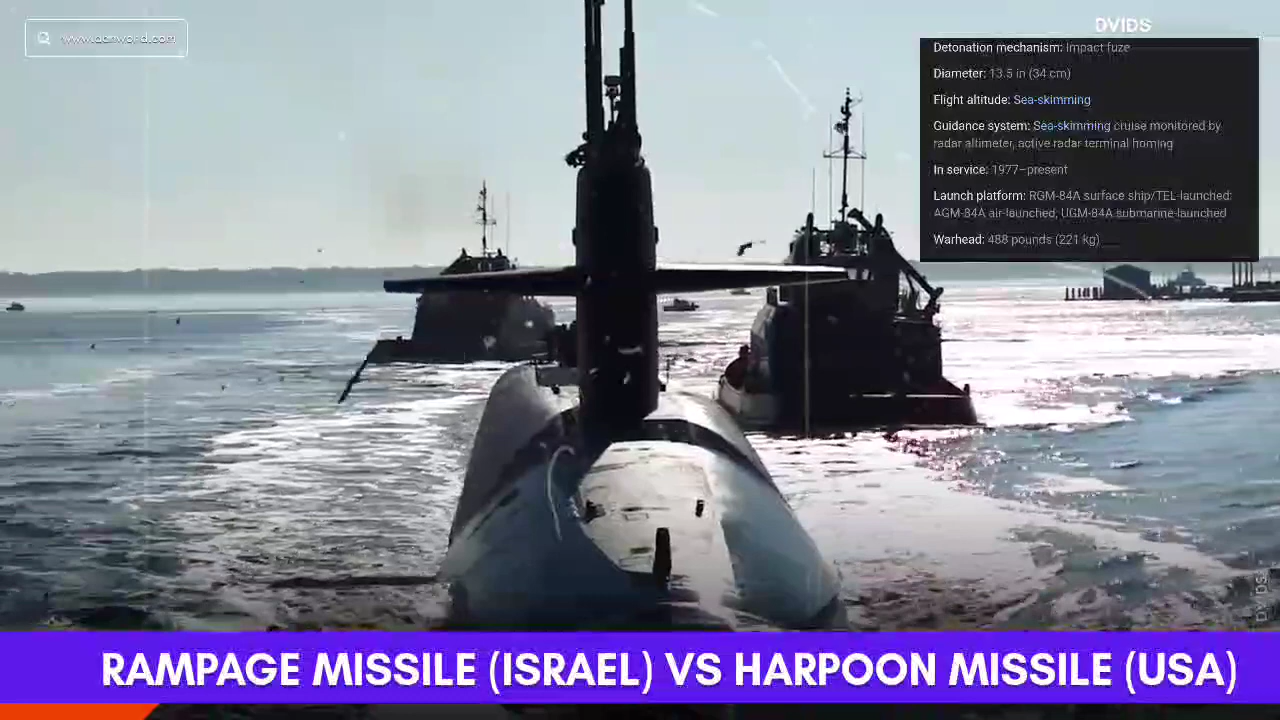 www.dcnworld.com
DVIDS
Detonation mechanism: Impact fuze
Diameter: 13.5 in (34 cm)
Flight altitude: Sea-skimming
Guidance system: Sea-skimming cruise monitored by
radar altimeter, active radar terminal homing
In service: 1977–present
Launch platform: RGM-84A surface ship/TEL-launched;
AGM-84A air-launched; UGM-84A submarine-launched
Warhead: 488 pounds (221 kg)
DVIDS
RAMPAGE MISSILE (ISRAEL) VS HARPOON MISSILE (USA)